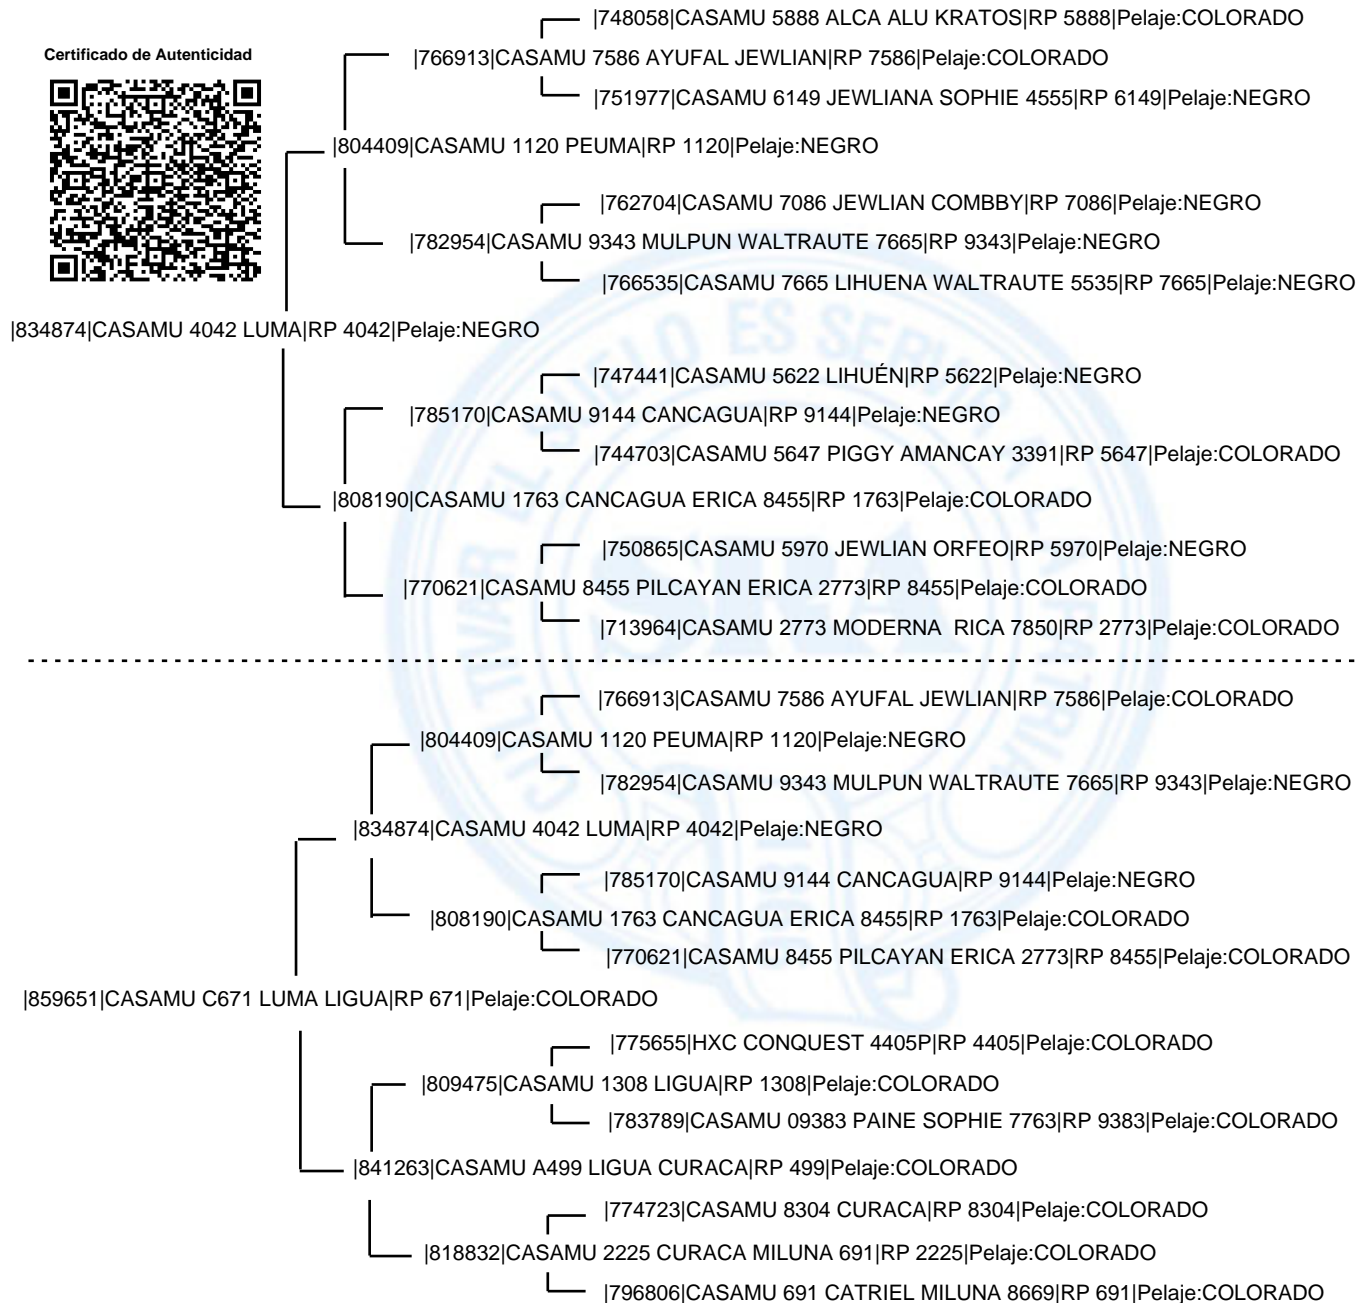 |748058|CASAMU 5888 ALCA ALU KRATOS|RP 5888|Pelaje:COLORADO
Certificado de Autenticidad
|766913|CASAMU 7586 AYUFAL JEWLIAN|RP 7586|Pelaje:COLORADO
|751977|CASAMU 6149 JEWLIANA SOPHIE 4555|RP 6149|Pelaje:NEGRO
|804409|CASAMU 1120 PEUMA|RP 1120|Pelaje:NEGRO
|762704|CASAMU 7086 JEWLIAN COMBBY|RP 7086|Pelaje:NEGRO
|782954|CASAMU 9343 MULPUN WALTRAUTE 7665|RP 9343|Pelaje:NEGRO
|766535|CASAMU 7665 LIHUENA WALTRAUTE 5535|RP 7665|Pelaje:NEGRO
|834874|CASAMU 4042 LUMA|RP 4042|Pelaje:NEGRO
|747441|CASAMU 5622 LIHUÉN|RP 5622|Pelaje:NEGRO
|785170|CASAMU 9144 CANCAGUA|RP 9144|Pelaje:NEGRO
|744703|CASAMU 5647 PIGGY AMANCAY 3391|RP 5647|Pelaje:COLORADO
|808190|CASAMU 1763 CANCAGUA ERICA 8455|RP 1763|Pelaje:COLORADO
|750865|CASAMU 5970 JEWLIAN ORFEO|RP 5970|Pelaje:NEGRO
|770621|CASAMU 8455 PILCAYAN ERICA 2773|RP 8455|Pelaje:COLORADO
|713964|CASAMU 2773 MODERNA  RICA 7850|RP 2773|Pelaje:COLORADO
|766913|CASAMU 7586 AYUFAL JEWLIAN|RP 7586|Pelaje:COLORADO
|804409|CASAMU 1120 PEUMA|RP 1120|Pelaje:NEGRO
|782954|CASAMU 9343 MULPUN WALTRAUTE 7665|RP 9343|Pelaje:NEGRO
|834874|CASAMU 4042 LUMA|RP 4042|Pelaje:NEGRO
|785170|CASAMU 9144 CANCAGUA|RP 9144|Pelaje:NEGRO
|808190|CASAMU 1763 CANCAGUA ERICA 8455|RP 1763|Pelaje:COLORADO
|770621|CASAMU 8455 PILCAYAN ERICA 2773|RP 8455|Pelaje:COLORADO
|859651|CASAMU C671 LUMA LIGUA|RP 671|Pelaje:COLORADO
|775655|HXC CONQUEST 4405P|RP 4405|Pelaje:COLORADO
|809475|CASAMU 1308 LIGUA|RP 1308|Pelaje:COLORADO
|783789|CASAMU 09383 PAINE SOPHIE 7763|RP 9383|Pelaje:COLORADO
|841263|CASAMU A499 LIGUA CURACA|RP 499|Pelaje:COLORADO
|774723|CASAMU 8304 CURACA|RP 8304|Pelaje:COLORADO
|818832|CASAMU 2225 CURACA MILUNA 691|RP 2225|Pelaje:COLORADO
|796806|CASAMU 691 CATRIEL MILUNA 8669|RP 691|Pelaje:COLORADO
CULTIVAR EL SUELO ES SERVIR A LA PATRIA
SRA